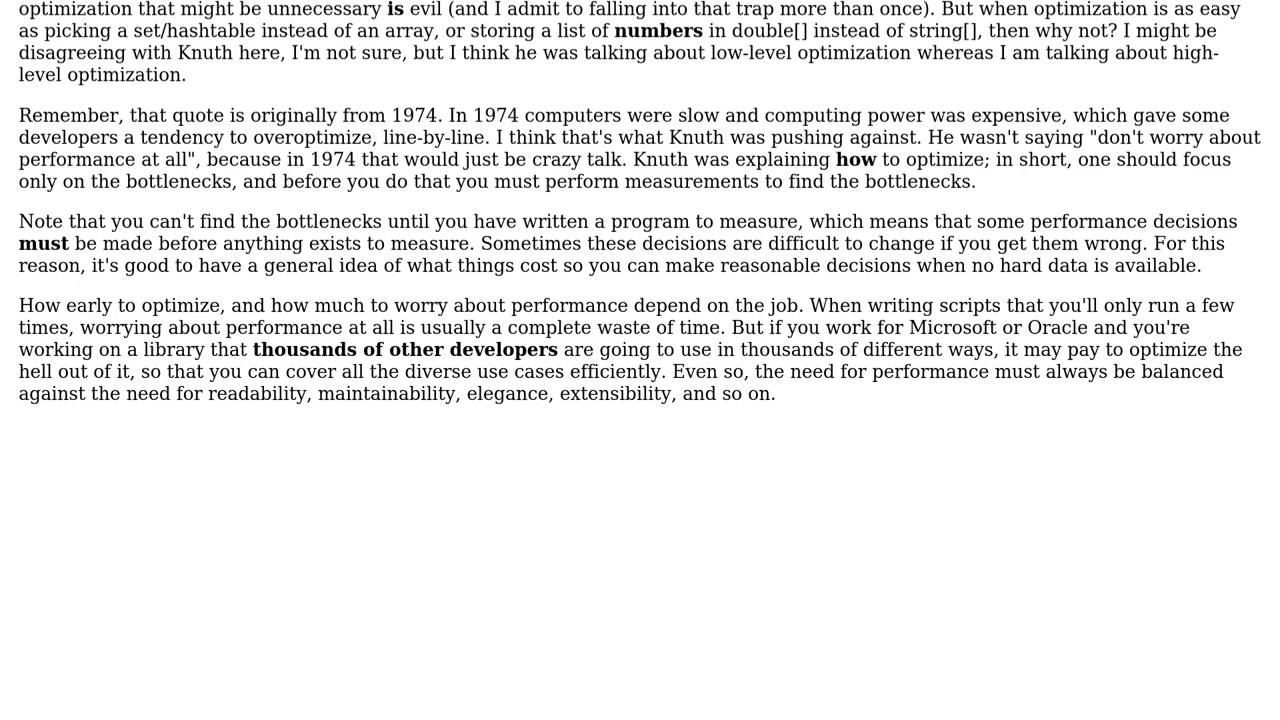 optimization that might be unnecessary is evil (and I admit to falling into that trap more than once). But when optimization is as easy
as picking a set/hashtable instead of an array, or storing a list of numbers in double[] instead of string[], then why not? I might be
disagreeing with Knuth here, I'm not sure, but I think he was talking about low-level optimization whereas I am talking about high-
level optimization.
Remember, that quote is originally from 1974. In 1974 computers were slow and computing power was expensive, which gave some
developers a tendency to overoptimize, line-by-line. I think that's what Knuth was pushing against. He wasn't saying "don't worry about
performance at all", because in 1974 that would just be crazy talk. Knuth was explaining how to optimize; in short, one should focus
only on the bottlenecks, and before you do that you must perform measurements to find the bottlenecks.
Note that you can't find the bottlenecks until you have written a program to measure, which means that some performance decisions
must be made before anything exists to measure. Sometimes these decisions are difficult to change if you get them wrong. For this
reason, it's good to have a general idea of what things cost so you can make reasonable decisions when no hard data is available.
How early to optimize, and how much to worry about performance depend on the job. When writing scripts that you'll only run a few
times, worrying about performance at all is usually a complete waste of time. But if you work for Microsoft or Oracle and you're
working on a library that thousands of other developers are going to use in thousands of different ways, it may pay to optimize the
hell out of it, so that you can cover all the diverse use cases efficiently. Even so, the need for performance must always be balanced
against the need for readability, maintainability, elegance, extensibility, and so on.